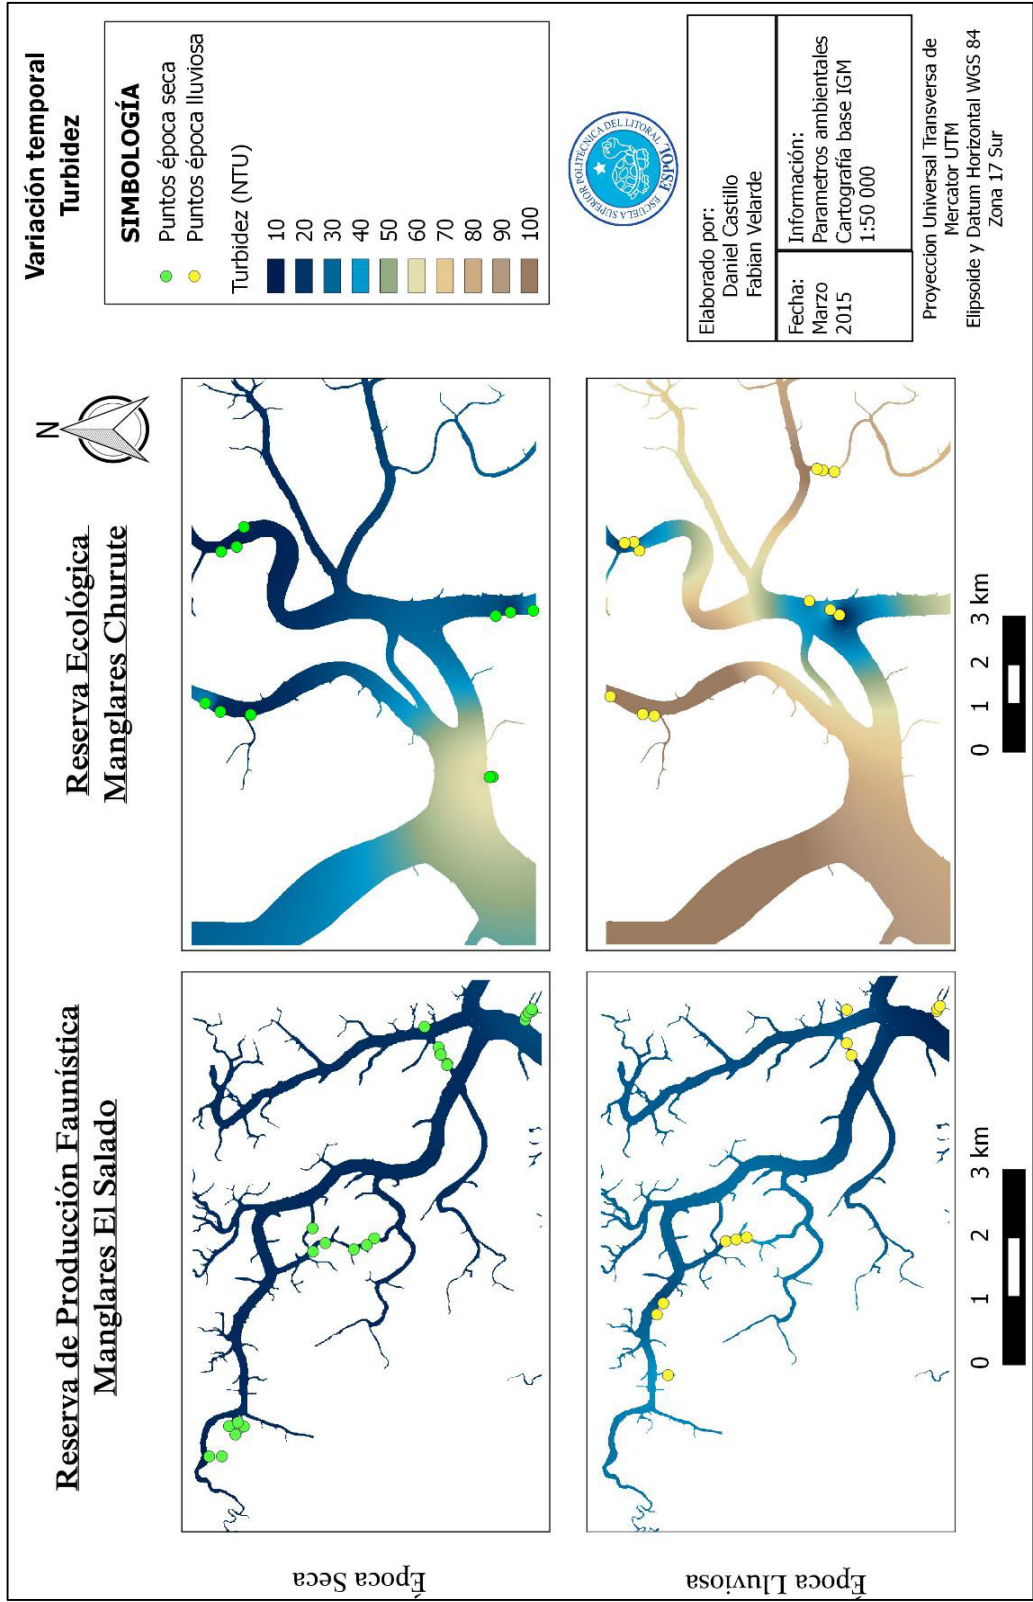 Reserva de Producción Faunística
Manglares El Salado
Reserva Ecológica
Manglares Churute
N
Variación temporal
Turbidez
Época Seca
Época Lluviosa
SIMBOLOGÍA
Puntos época seca
Puntos época lluviosa
Turbidez (NTU)
10
20
30
40
50
60
70
80
90
100
0 1 2 3 km
0 1 2 3 km
ESCUELA SUPERIOR POLITÉCNICA DEL LITORAL
ESPOL
Elaborado por:
Daniel Castillo
Fabian Velarde
Fecha:
Marzo
2015
Información:
Parametros ambientales
Cartografía base IGM
1:50 000
Proyeccion Universal Transversa de
Mercator UTM
Elipsoide y Datum Horizontal WGS 84
Zona 17 Sur